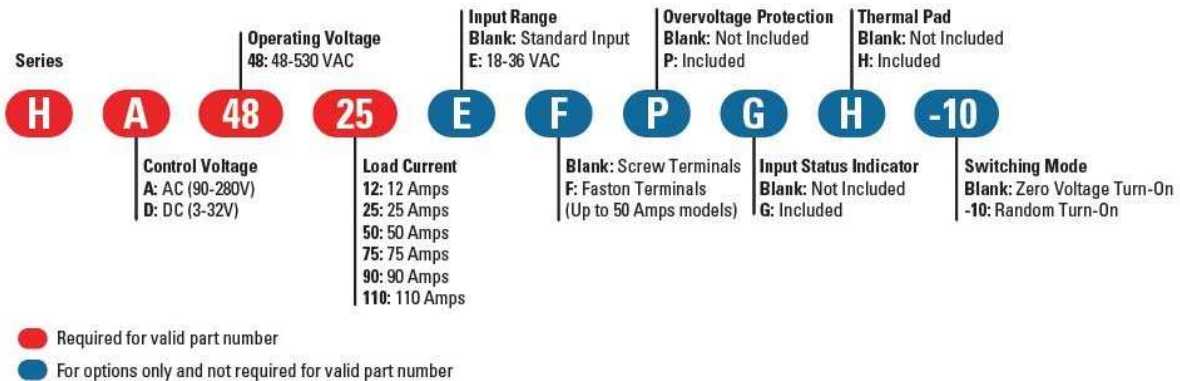 Series
Operating Voltage
48: 48-530 VAC
Input Range
Blank: Standard Input
E: 18-36 VAC
Overvoltage Protection
Blank: Not Included
P: Included
Thermal Pad
Blank: Not Included
H: Included
H A 48 25 E F P G H -10
Control Voltage
A: AC (90-280V)
D: DC (3-32V)
Load Current
12: 12 Amps
25: 25 Amps
50: 50 Amps
75: 75 Amps
90: 90 Amps
110: 110 Amps
Blank: Screw Terminals
F: Faston Terminals
(Up to 50 Amps models)
Input Status Indicator
Blank: Not Included
G: Included
Switching Mode
Blank: Zero Voltage Turn-On
-10: Random Turn-On
Required for valid part number
For options only and not required for valid part number